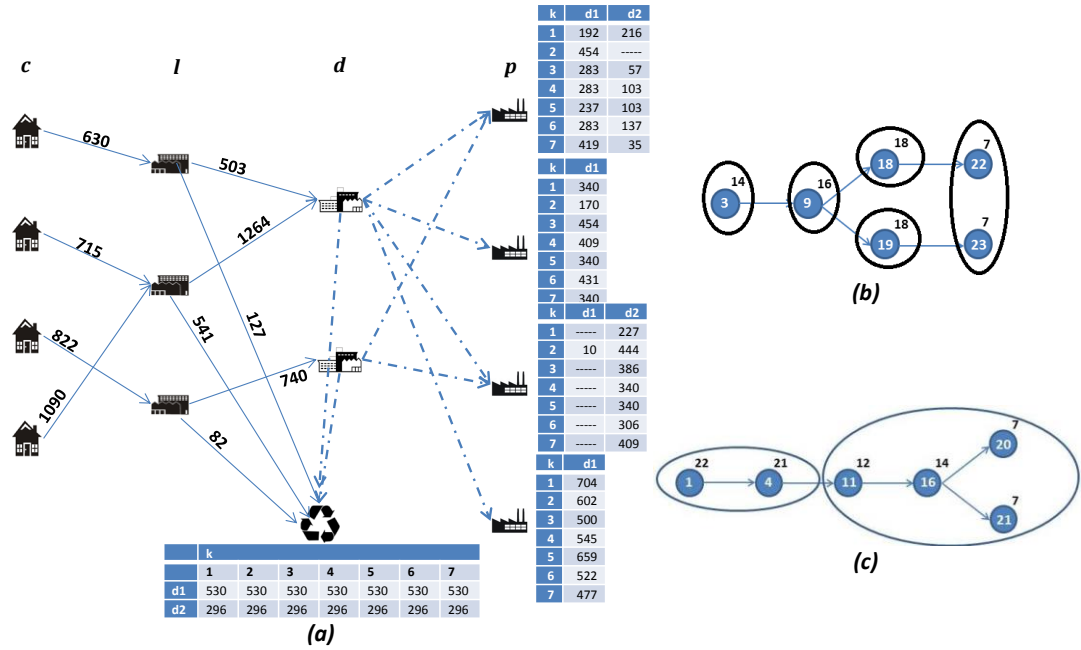 c l d p
630
715
822
1090
503
1264
541
127
740
82
k d1 d2
1 192 216
2 454 -----
3 283 57
4 283 103
5 237 103
6 283 137
7 419 35
k d1
1 340
2 170
3 454
4 409
5 340
6 431
7 340
k d1 d2
1 ----- 227
2 10 444
3 ----- 386
4 ----- 340
5 ----- 340
6 ----- 306
7 ----- 409
k d1
1 704
2 602
3 500
4 545
5 659
6 522
7 477
k
1 2 3 4 5 6 7
d1 530 530 530 530 530 530 530
d2 296 296 296 296 296 296 296
(a)
14 16 18 7
3 9 18 22
18 7
19 23
(b)
22 21 12 14 7
1 4 11 16 20
7
21
(c)